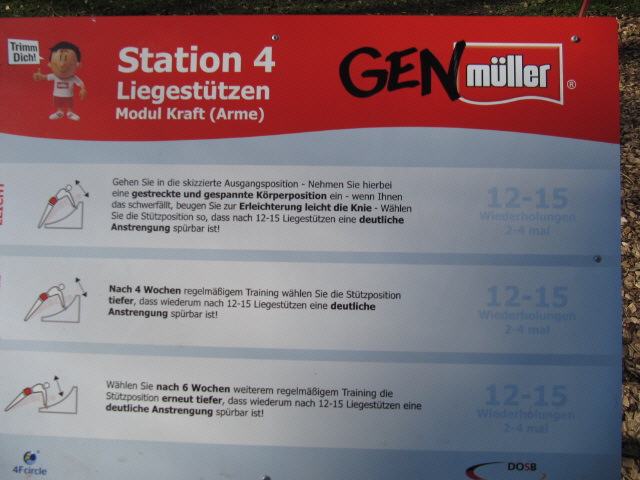 Trimm
Dich!
Station 4
Liegestützen
Modul Kraft (Arme)
GEN müller ®
Gehen Sie in die skizzierte Ausgangsposition - Nehmen Sie hierbei
eine gestreckte und gespannte Körperposition ein - wenn Ihnen
das schwerfällt, beugen Sie zur Erleichterung leicht die Knie - Wählen
Sie die Stützposition so, dass nach 12-15 Liegestützen eine deutliche
Anstrengung spürbar ist!
12-15
Wiederholungen
2-4 mal
Nach 4 Wochen regelmäßigem Training wählen Sie die Stützposition
tiefer, dass wiederum nach 12-15 Liegestützen eine deutliche
Anstrengung spürbar ist!
12-15
Wiederholungen
2-4 mal
Wählen Sie nach 6 Wochen weiterem regelmäßigem Training die
Stützposition erneut tiefer, dass wiederum nach 12-15 Liegestützen eine
deutliche Anstrengung spürbar ist!
12-15
Wiederholungen
2-4 mal
4Fcircle
DOSB